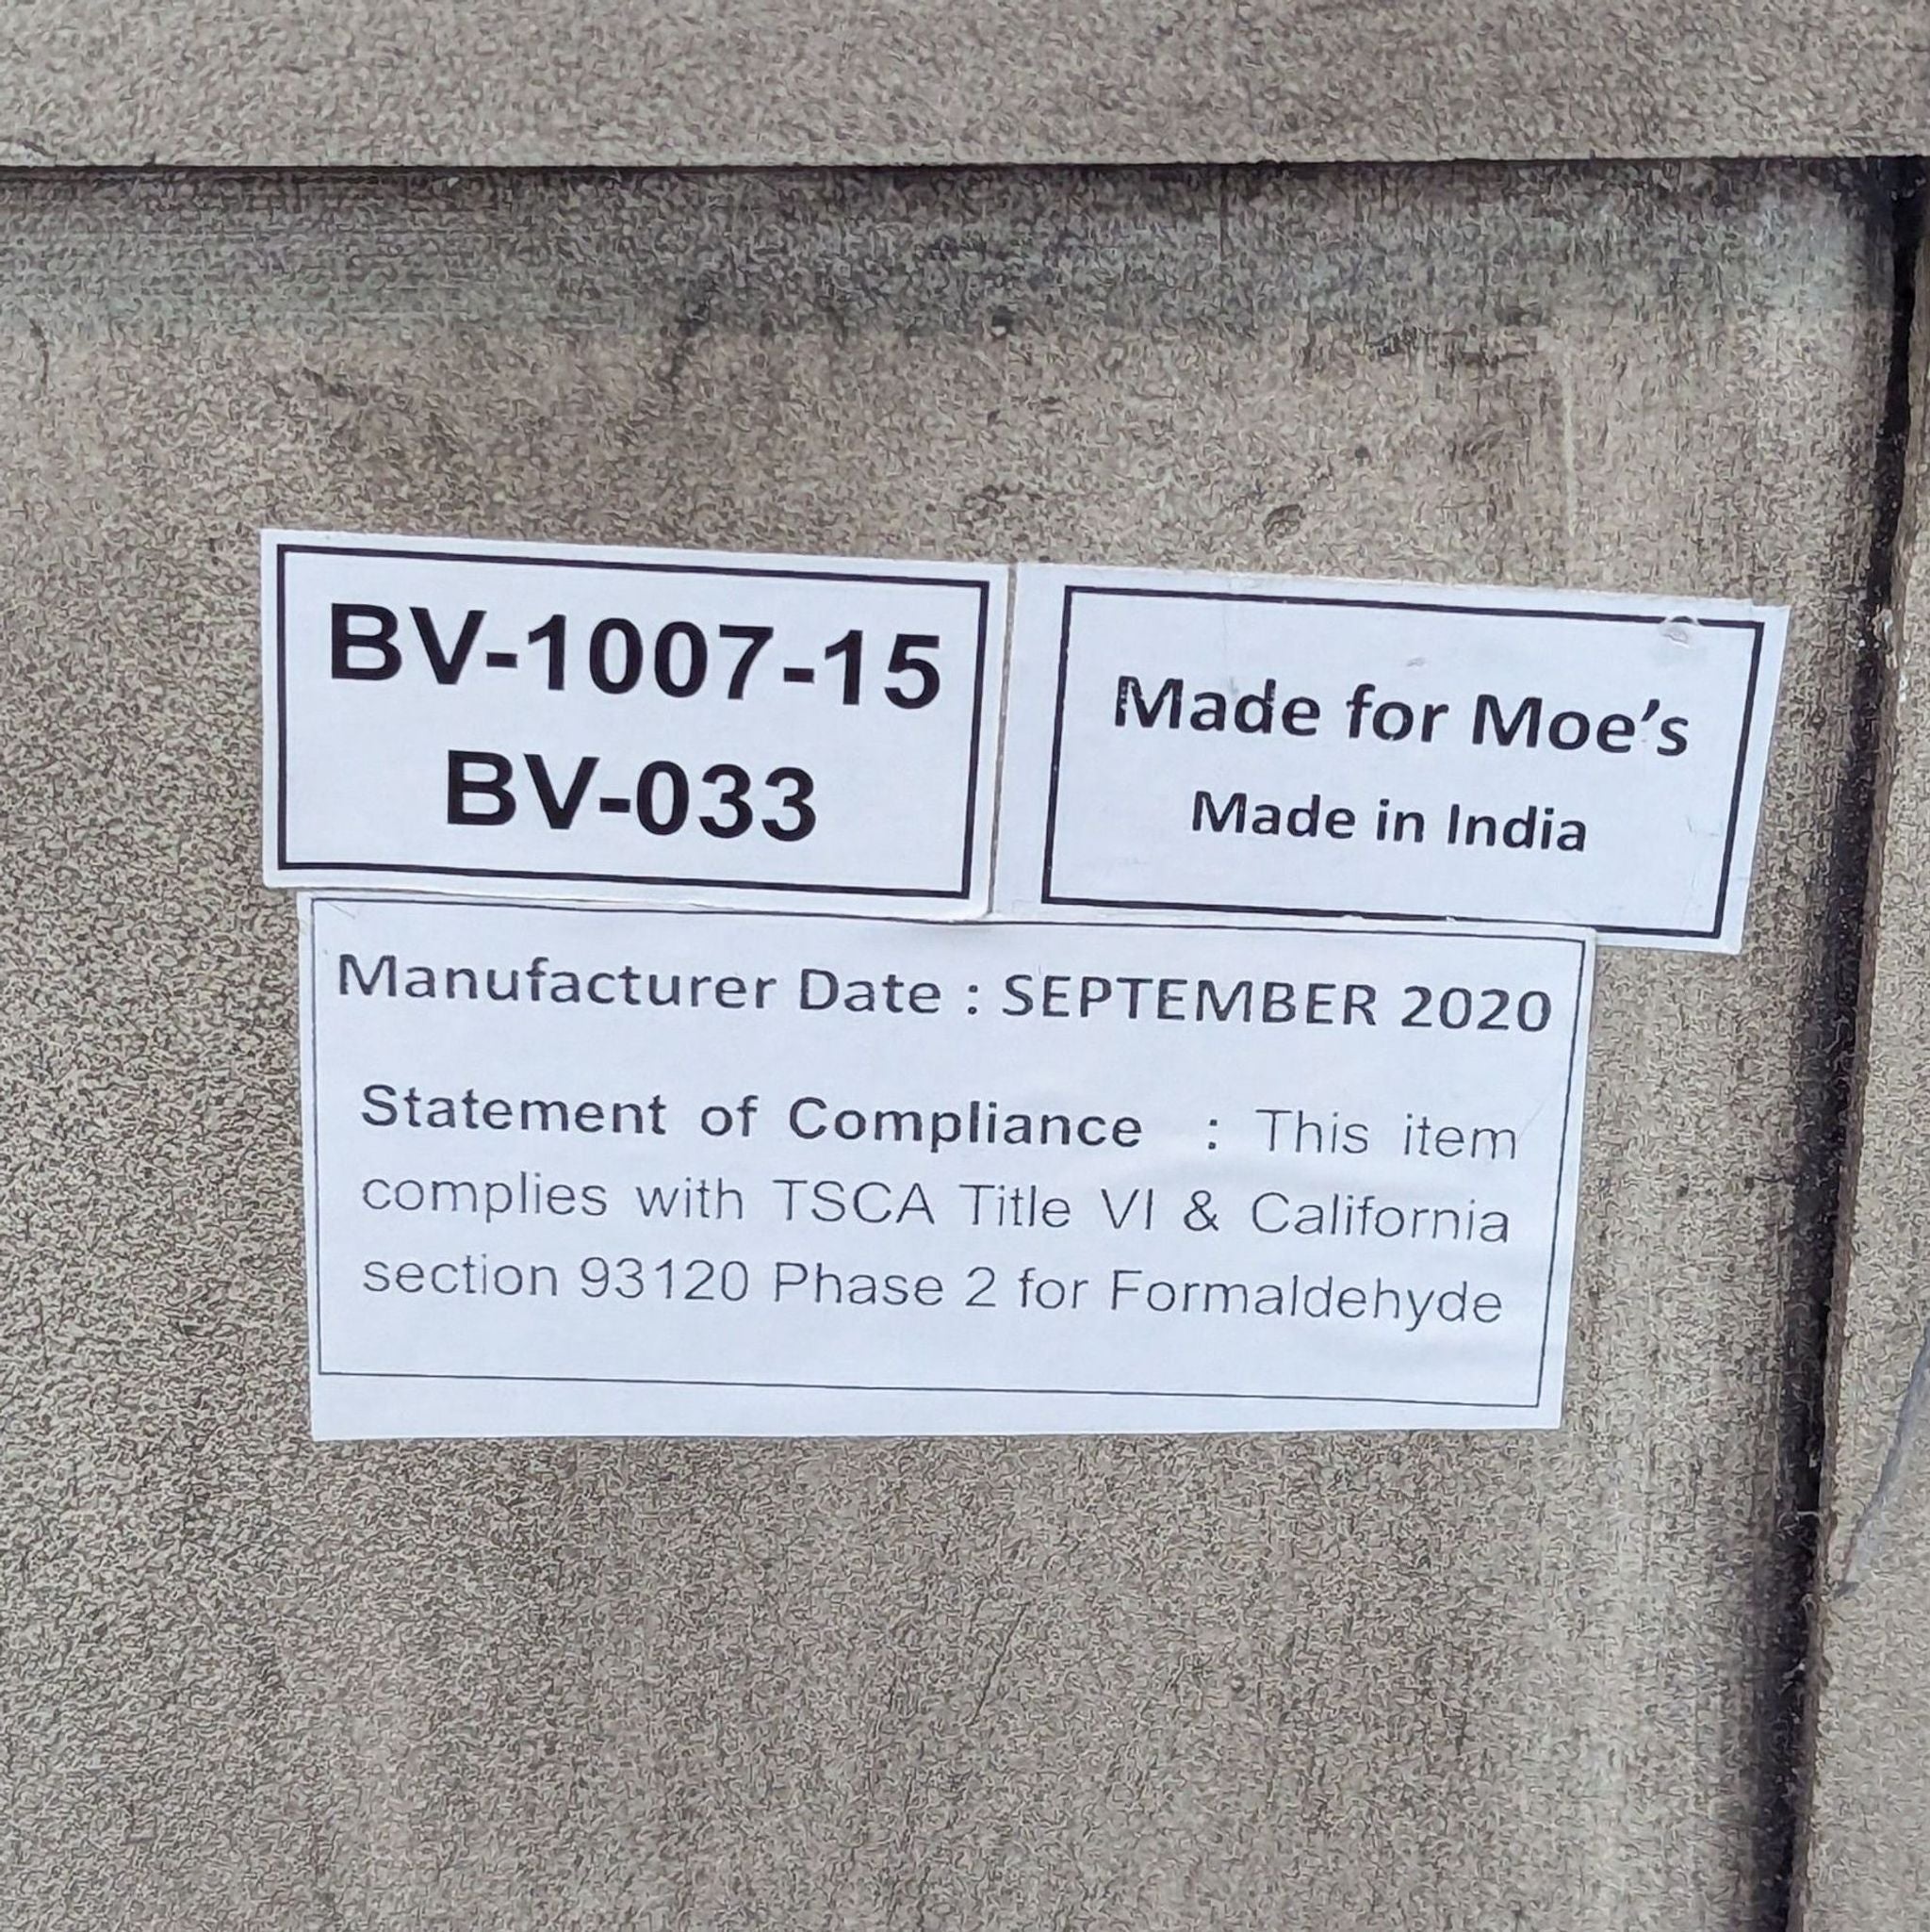 BV-1007-15
BV-033
Made for Moe's
Made in India
Manufacturer Date : SEPTEMBER 2020
Statement of Compliance : This item
complies with TSCA Title VI & California
section 93120 Phase 2 for Formaldehyde